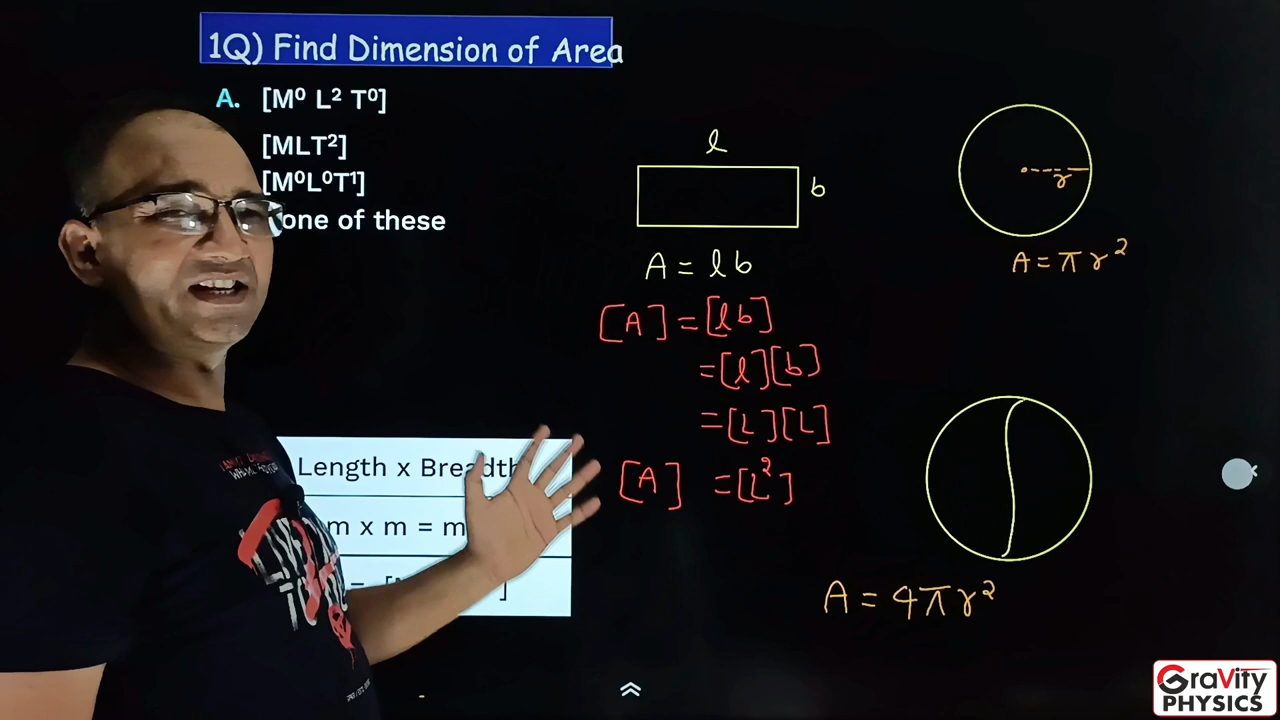 1Q) Find Dimension of Area
A. [M⁰ L² T⁰]
[MLT²]
[M⁰L⁰T¹]
one of these
l
b
A = lb
[A] = [lb]
= [l][b]
= [L][L]
[A] = [L²]
r
A = πr²
A = 4πr²
Length x Breadth
m x m = m
= [
]
GraVity
PHYSICS